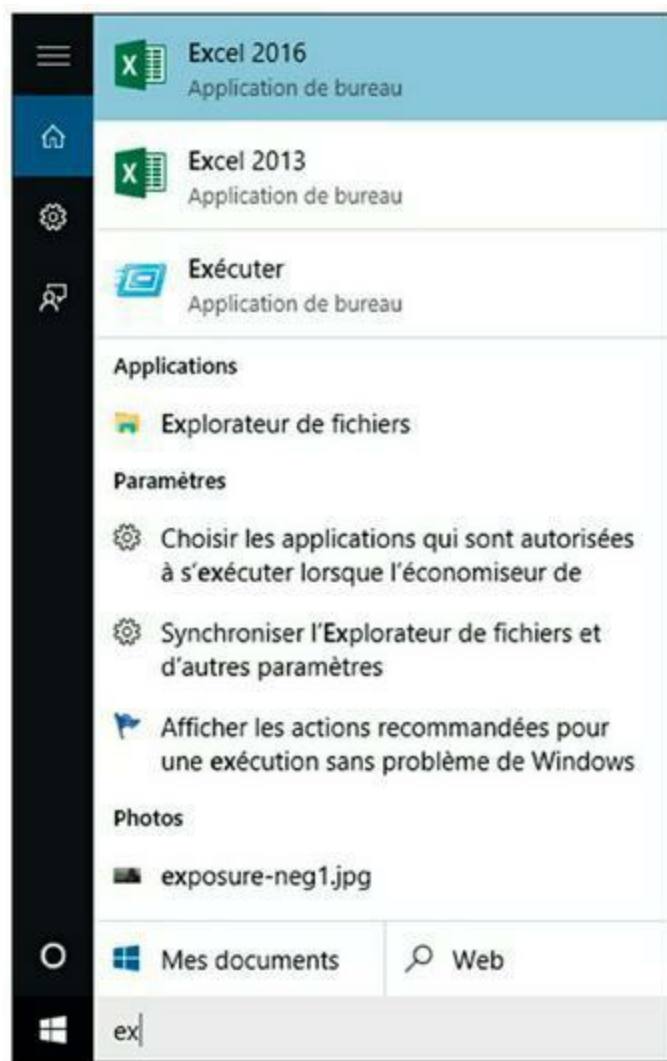 Excel 2016
Application de bureau
Excel 2013
Application de bureau
Exécuter
Application de bureau
Applications
Explorateur de fichiers
Paramètres
Choisir les applications qui sont autorisées
à s’exécuter lorsque l’économiseur de
Synchroniser l’Explorateur de fichiers et
d’autres paramètres
Afficher les actions recommandées pour
une exécution sans problème de Windows
Photos
exposure-neg1.jpg
Mes documents
Web
ex